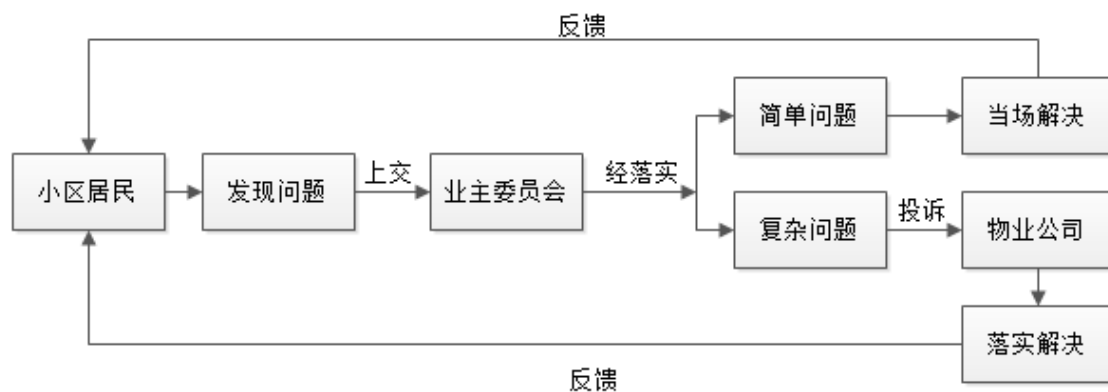 反馈
简单问题
当场解决
小区居民
发现问题
上交
业主委员会
经落实
复杂问题
投诉
物业公司
落实解决
反馈